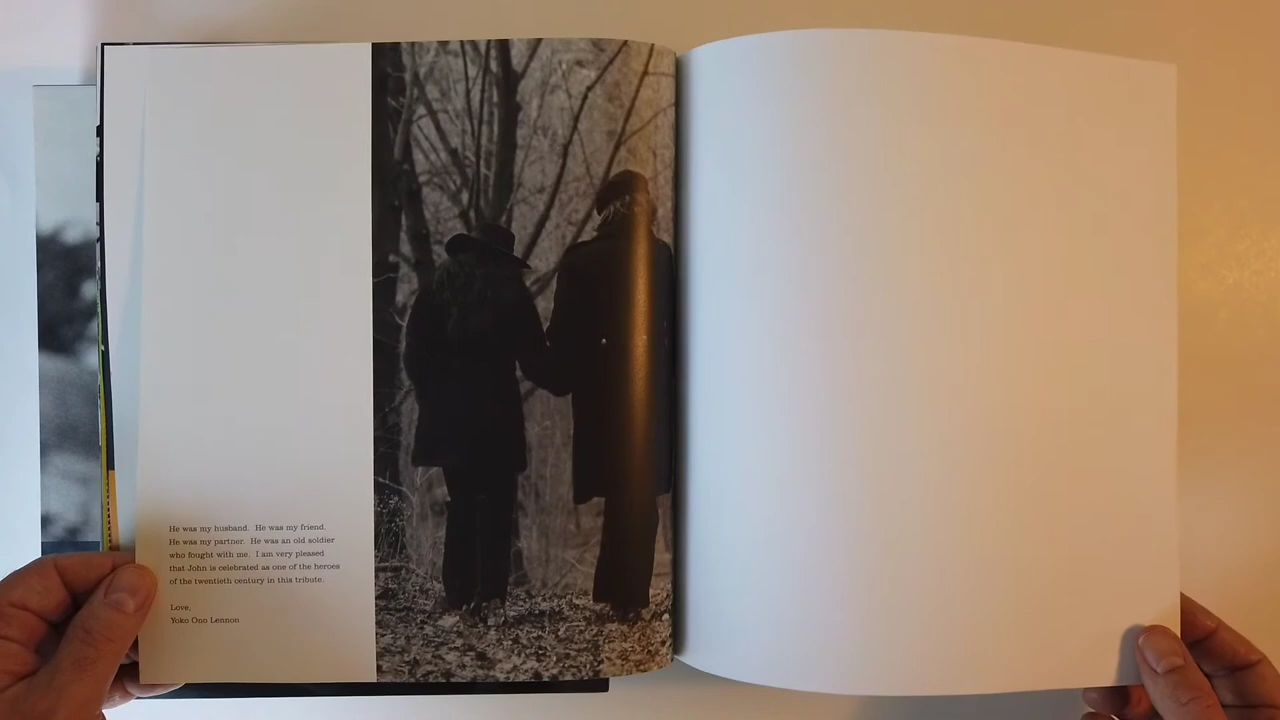 He was my husband.  He was my friend.
He was my partner.  He was an old soldier
who fought with me.  I am very pleased
that John is celebrated as one of the heroes
of the twentieth century in this tribute.
Love,
Yoko Ono Lennon